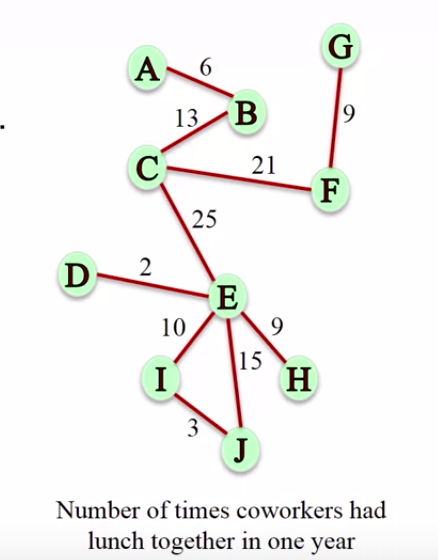 G
A
6
B
13
9
C
21
F
25
D
2
E
10
9
15
I
H
3
J
Number of times coworkers had
lunch together in one year